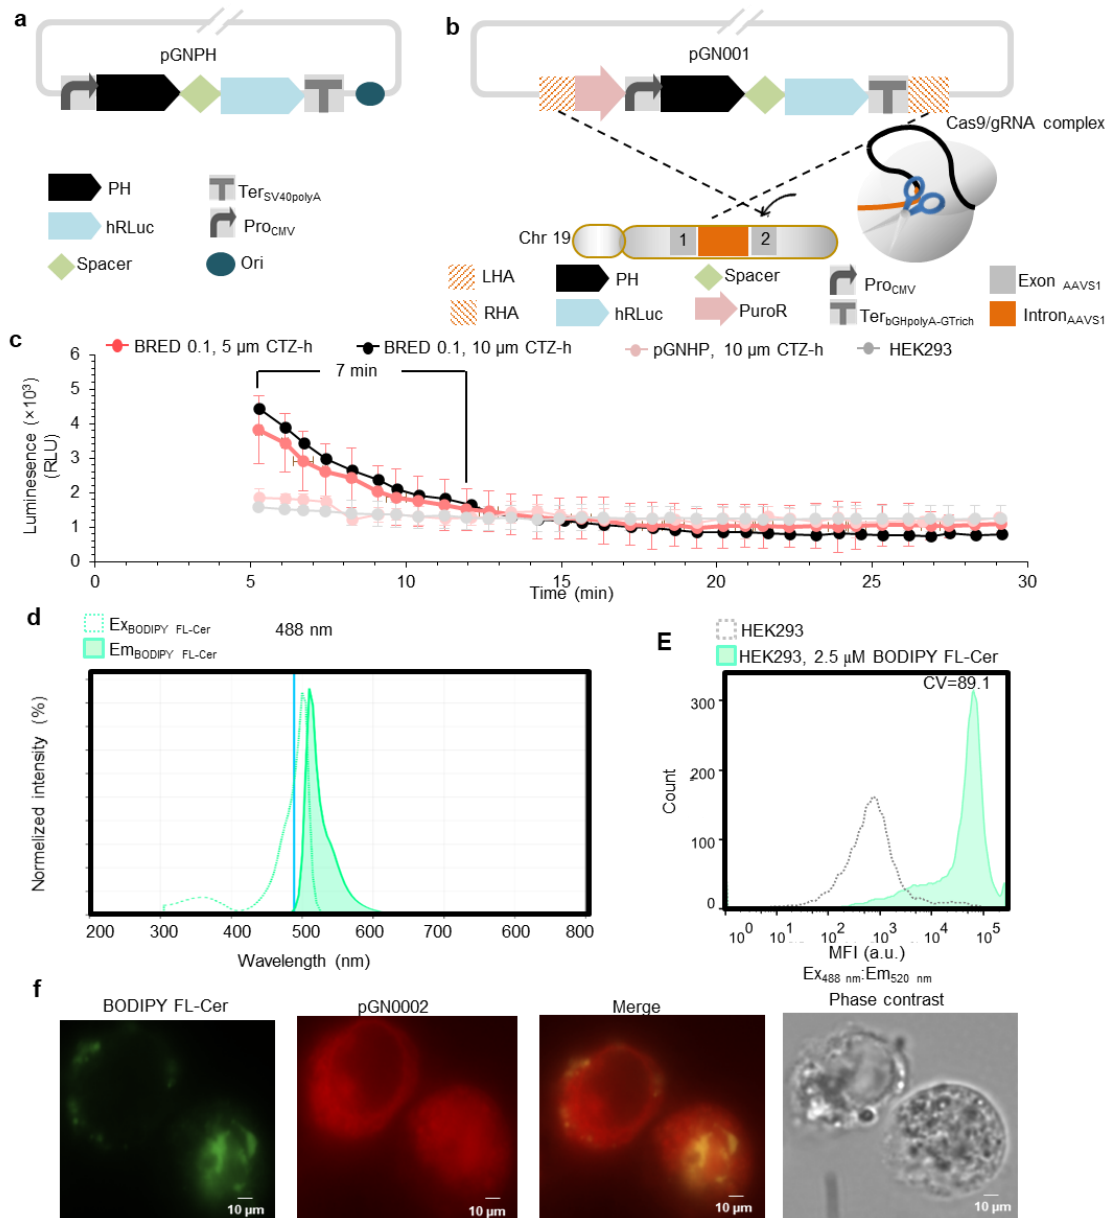 a
pGNPH
PH
hRLuc
Spacer
TerSV40polyA
ProCMV
Ori
b
pGN001
Cas9/gRNA complex
Chr 19
1
2
LHA
RHA
PH
hRLuc
Spacer
PuroR
ProCMV
TerbGHpolyA-GTrich
Exon AAVS1
IntronAAVS1
c
BRED 0.1, 5 µm CTZ-h
BRED 0.1, 10 µm CTZ-h
pGNHP, 10 µm CTZ-h
HEK293
7 min
Luminesence (×10³)
(RLU)
6
5
4
3
2
1
0
0 5 10 15 20 25 30
Time (min)
d
ExBODIPY FL-Cer
EmBODIPY FL-Cer
488 nm
Normelized intensity (%)
200 300 400 500 600 700 600 800
Wavelength (nm)
E
HEK293
HEK293, 2.5 µM BODIPY FL-Cer
CV=89.1
Count
300
200
100
0
10⁰ 10¹ 10² 10³ 10⁴ 10⁵
MFI (a.u.)
Ex488 nm:Em520 nm
f
BODIPY FL-Cer
pGN0002
Merge
Phase contrast
10 µm
10 µm
10 µm
10 µm